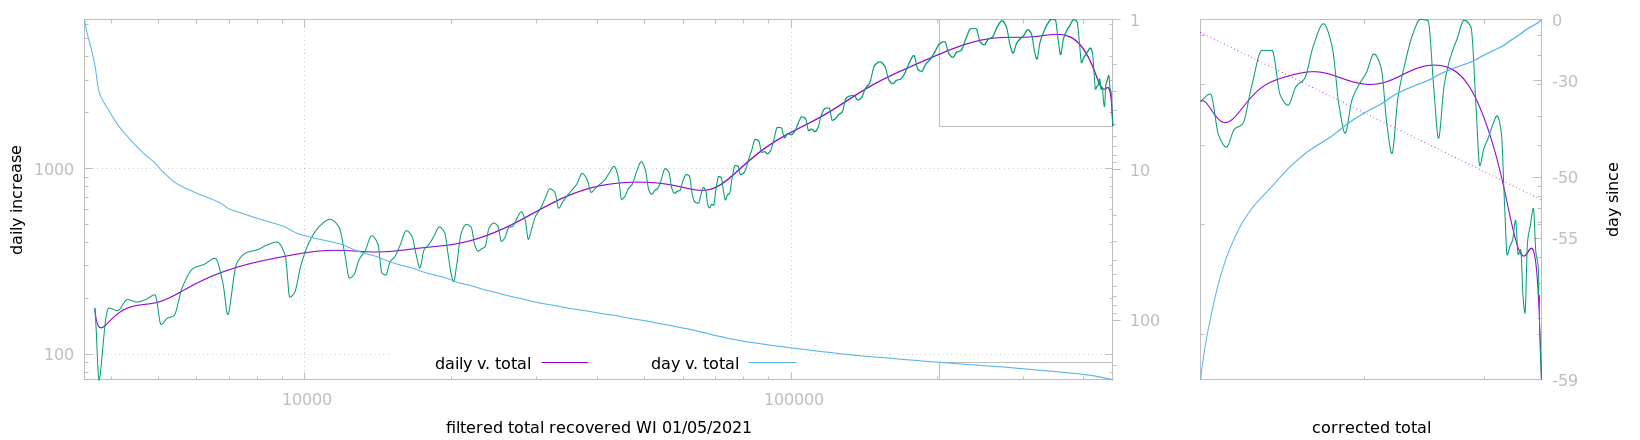 daily increase
1000
100
10000
100000
1
10
100
daily v. total
day v. total
filtered total recovered WI 01/05/2021
0
-30
-50
-55
-59
day since
corrected total